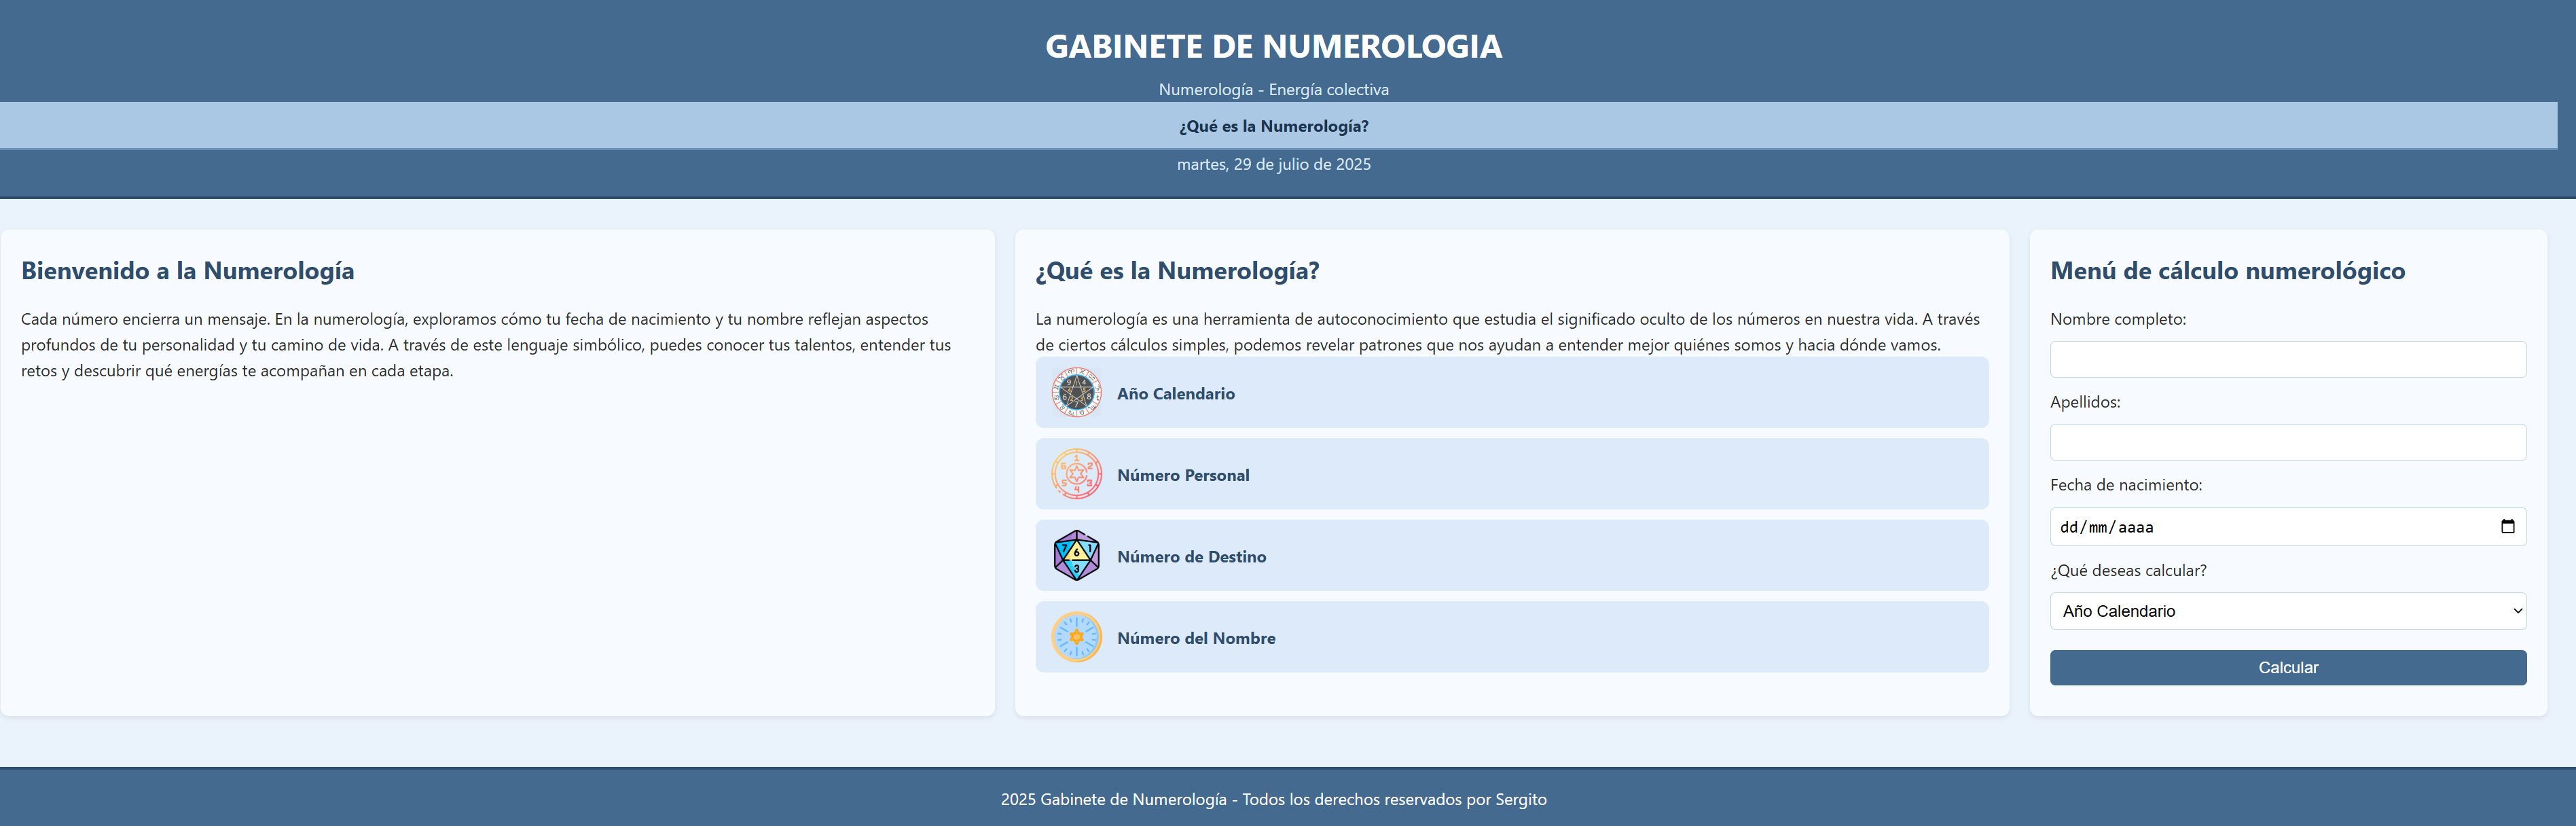 GABINETE DE NUMEROLOGIA
Numerología - Energía colectiva
¿Qué es la Numerología?
martes, 29 de julio de 2025
Bienvenido a la Numerología
Cada número encierra un mensaje. En la numerología, exploramos cómo tu fecha de nacimiento y tu nombre reflejan aspectos
profundos de tu personalidad y tu camino de vida. A través de este lenguaje simbólico, puedes conocer tus talentos, entender tus
retos y descubrir qué energías te acompañan en cada etapa.
¿Qué es la Numerología?
La numerología es una herramienta de autoconocimiento que estudia el significado oculto de los números en nuestra vida. A través
de ciertos cálculos simples, podemos revelar patrones que nos ayudan a entender mejor quiénes somos y hacia dónde vamos.
Año Calendario
Número Personal
Número de Destino
Número del Nombre
Menú de cálculo numerológico
Nombre completo:
Apellidos:
Fecha de nacimiento:
dd/mm/aaaa
¿Qué deseas calcular?
Año Calendario
Calcular
2025 Gabinete de Numerología - Todos los derechos reservados por Sergito